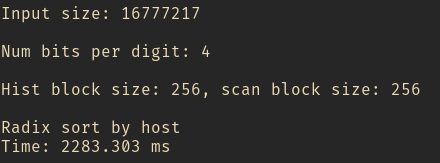 Input size: 16777217
Num bits per digit: 4
Hist block size: 256, scan block size: 256
Radix sort by host
Time: 2283.303 ms